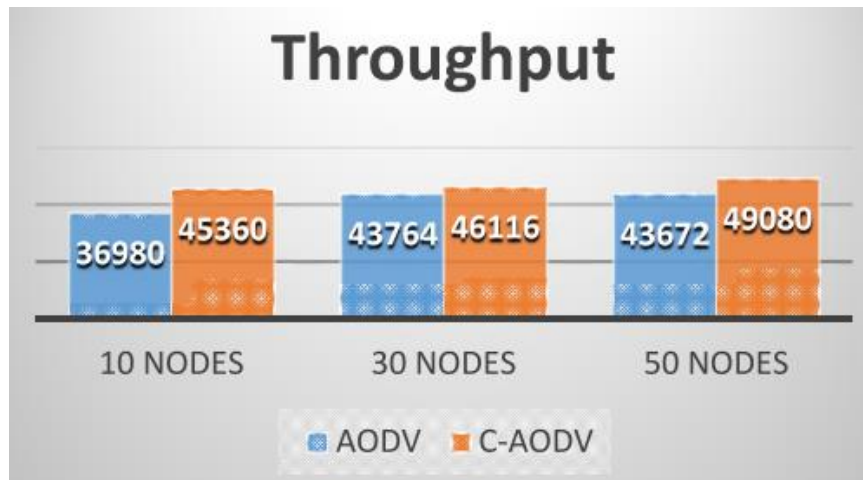 Throughput
36980 45360 43764 46116 43672 49080
10 NODES 30 NODES 50 NODES
AODV C-AODV